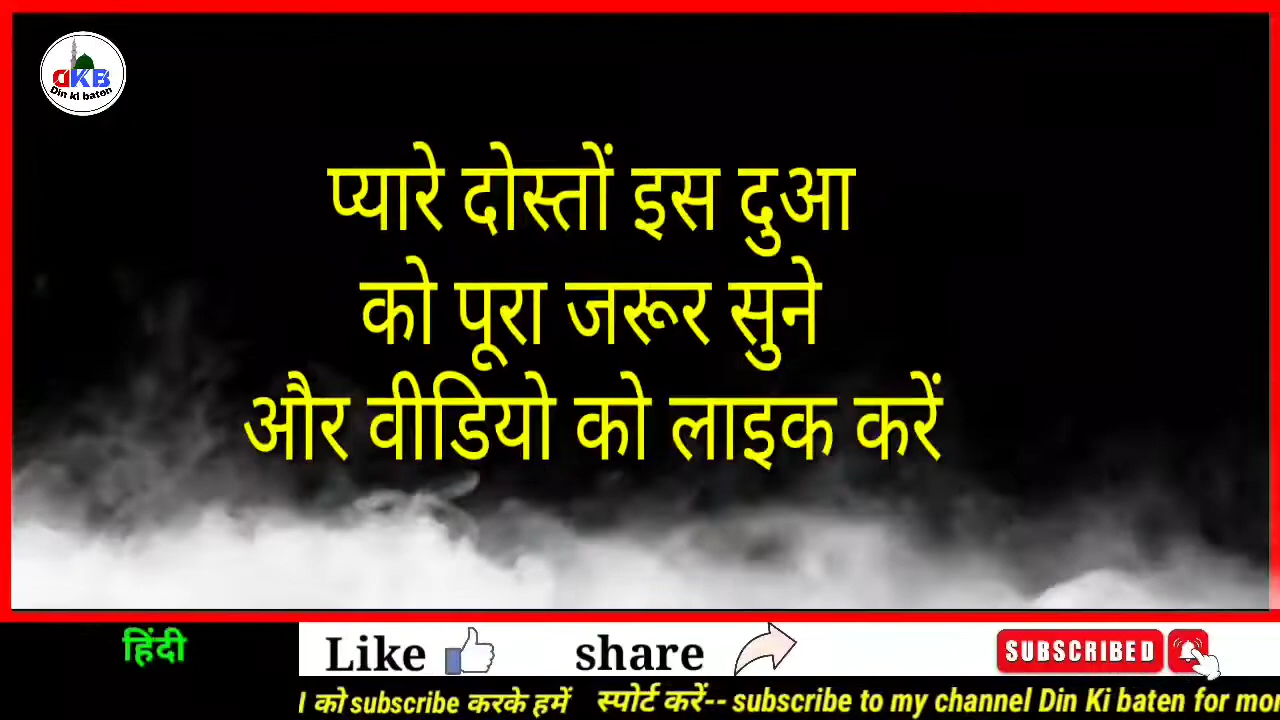 DKB
Din ki baten
प्यारे दोस्तों इस दुआ
को पूरा जरूर सुने
और वीडियो को लाइक करें
हिंदी
Like share SUBSCRIBED
को subscribe करके हमें स्पोर्ट करें-- subscribe to my channel Din Ki baten for